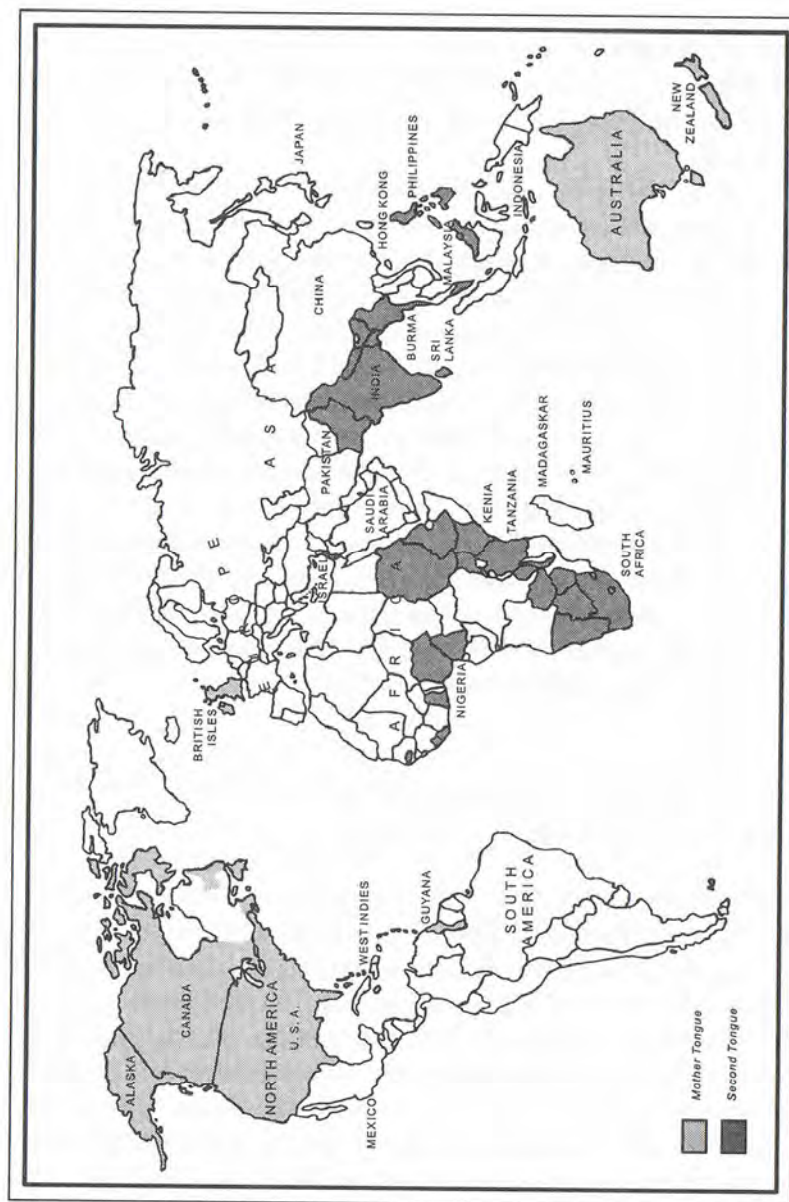 ALASKA
CANADA
NORTH AMERICA
U. S. A.
MEXICO
WEST INDIES
GUYANA
SOUTH
AMERICA
BRITISH
ISLES
E
R
O P E
A S I A
A F R I C A
NIGERIA
ISRAEL
SAUDI
ARABIA
PAKISTAN
INDIA
CHINA
JAPAN
HONG KONG
PHILIPPINES
BURMA
SRI
LANKA
MALAYSIA
INDONESIA
KENIA
TANZANIA
MADAGASKAR
MAURITIUS
SOUTH
AFRICA
AUSTRALIA
NEW
ZEALAND
Mother Tongue
Second Tongue